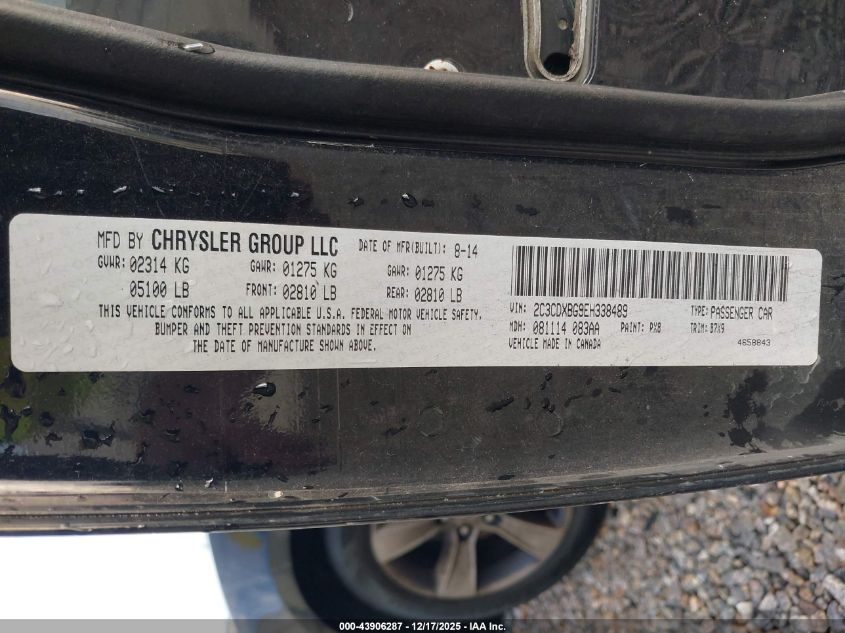 MFD BY CHRYSLER GROUP LLC DATE OF MFR(BUILT): 8-14
GVWR: 02314 KG GAWR: 01275 KG GAWR: 01275 KG
05100 LB FRONT: 02810 LB REAR: 02810 LB
THIS VEHICLE CONFORMS TO ALL APPLICABLE U.S.A. FEDERAL MOTOR VEHICLE SAFETY,
BUMPER AND THEFT PREVENTION STANDARDS IN EFFECT ON
THE DATE OF MANUFACTURE SHOWN ABOVE.
VIN: 2C3CDXBG9EH338489 TYPE: PASSENGER CAR
MDH: 081114 083AA PAINT: PX8 TRIM: B7X9
VEHICLE MADE IN CANADA 4658843
000-43906287 - 12/17/2025 - IAA Inc.